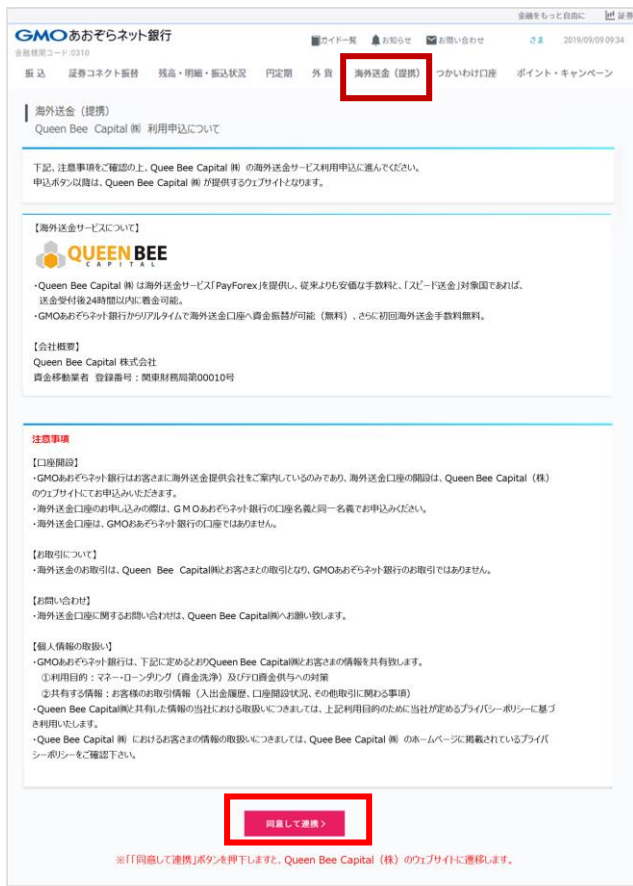 金融をもっと自由に 証券
GMOあおぞらネット銀行 ガイド一覧 お知らせ お問い合わせ さま 2019/09/09 09:34
金融機関コード:0310
振込 証券コネクト振替 残高・明細・振込状況 円定期 外貨 海外送金（提携） つかいわけ口座 ポイント・キャンペーン
海外送金（提携）
Queen Bee Capital ㈱ 利用申込について
下記、注意事項をご確認の上、Quee Bee Capital ㈱ の海外送金サービス利用申込に進んでください。
申込ボタン以降は、Queen Bee Capital ㈱ が提供するウェブサイトとなります。
【海外送金サービスについて】
QUEEN BEE
CAPITAL
・Queen Bee Capital ㈱ は海外送金サービス「PayForex」を提供し、従来よりも安価な手数料と、「スピード送金」対象国であれば、
送金受付後24時間以内に着金可能。
・GMOあおぞらネット銀行からリアルタイムで海外送金口座へ資金振替が可能（無料）、さらに初回海外送金手数料無料。
【会社概要】
Queen Bee Capital 株式会社
資金移動業者 登録番号：関東財務局第00010号
注意事項
【口座開設】
・GMOあおぞらネット銀行はお客さまに海外送金提供会社をご案内しているのみであり、海外送金口座の開設は、Queen Bee Capital（株）
のウェブサイトにてお申込みいただきます。
・海外送金口座のお申し込みの際は、ＧＭＯあおぞらネット銀行の口座名義と同一名義でお申込みください。
・海外送金口座は、GMOあおぞらネット銀行の口座ではありません。
【お取引について】
・海外送金のお取引は、Queen Bee Capital㈱とお客さまとの取引となり、GMOあおぞらネット銀行のお取引ではありません。
【お問い合わせ】
・海外送金口座に関するお問い合わせは、Queen Bee Capital㈱へお願い致します。
【個人情報の取扱い】
・GMOあおぞらネット銀行は、下記に定めるとおりQueen Bee Capital㈱とお客さまの情報を共有致します。
①利用目的：マネー・ローンダリング（資金洗浄）及びテロ資金供与への対策
②共有する情報：お客様のお取引情報（入出金履歴、口座開設状況、その他取引に関わる事項）
・Queen Bee Capital㈱と共有した情報の当社における取扱いにつきましては、上記利用目的のために当社が定めるプライバシーポリシーに基づ
き利用いたします。
・Quee Bee Capital ㈱ におけるお客さまの情報の取扱いにつきましては、Quee Bee Capital ㈱ のホームページに掲載されているプライバ
シーポリシーをご確認下さい。
同意して連携>
※「「同意して連携」ボタンを押下しますと、Queen Bee Capital（株）のウェブサイトに遷移します。